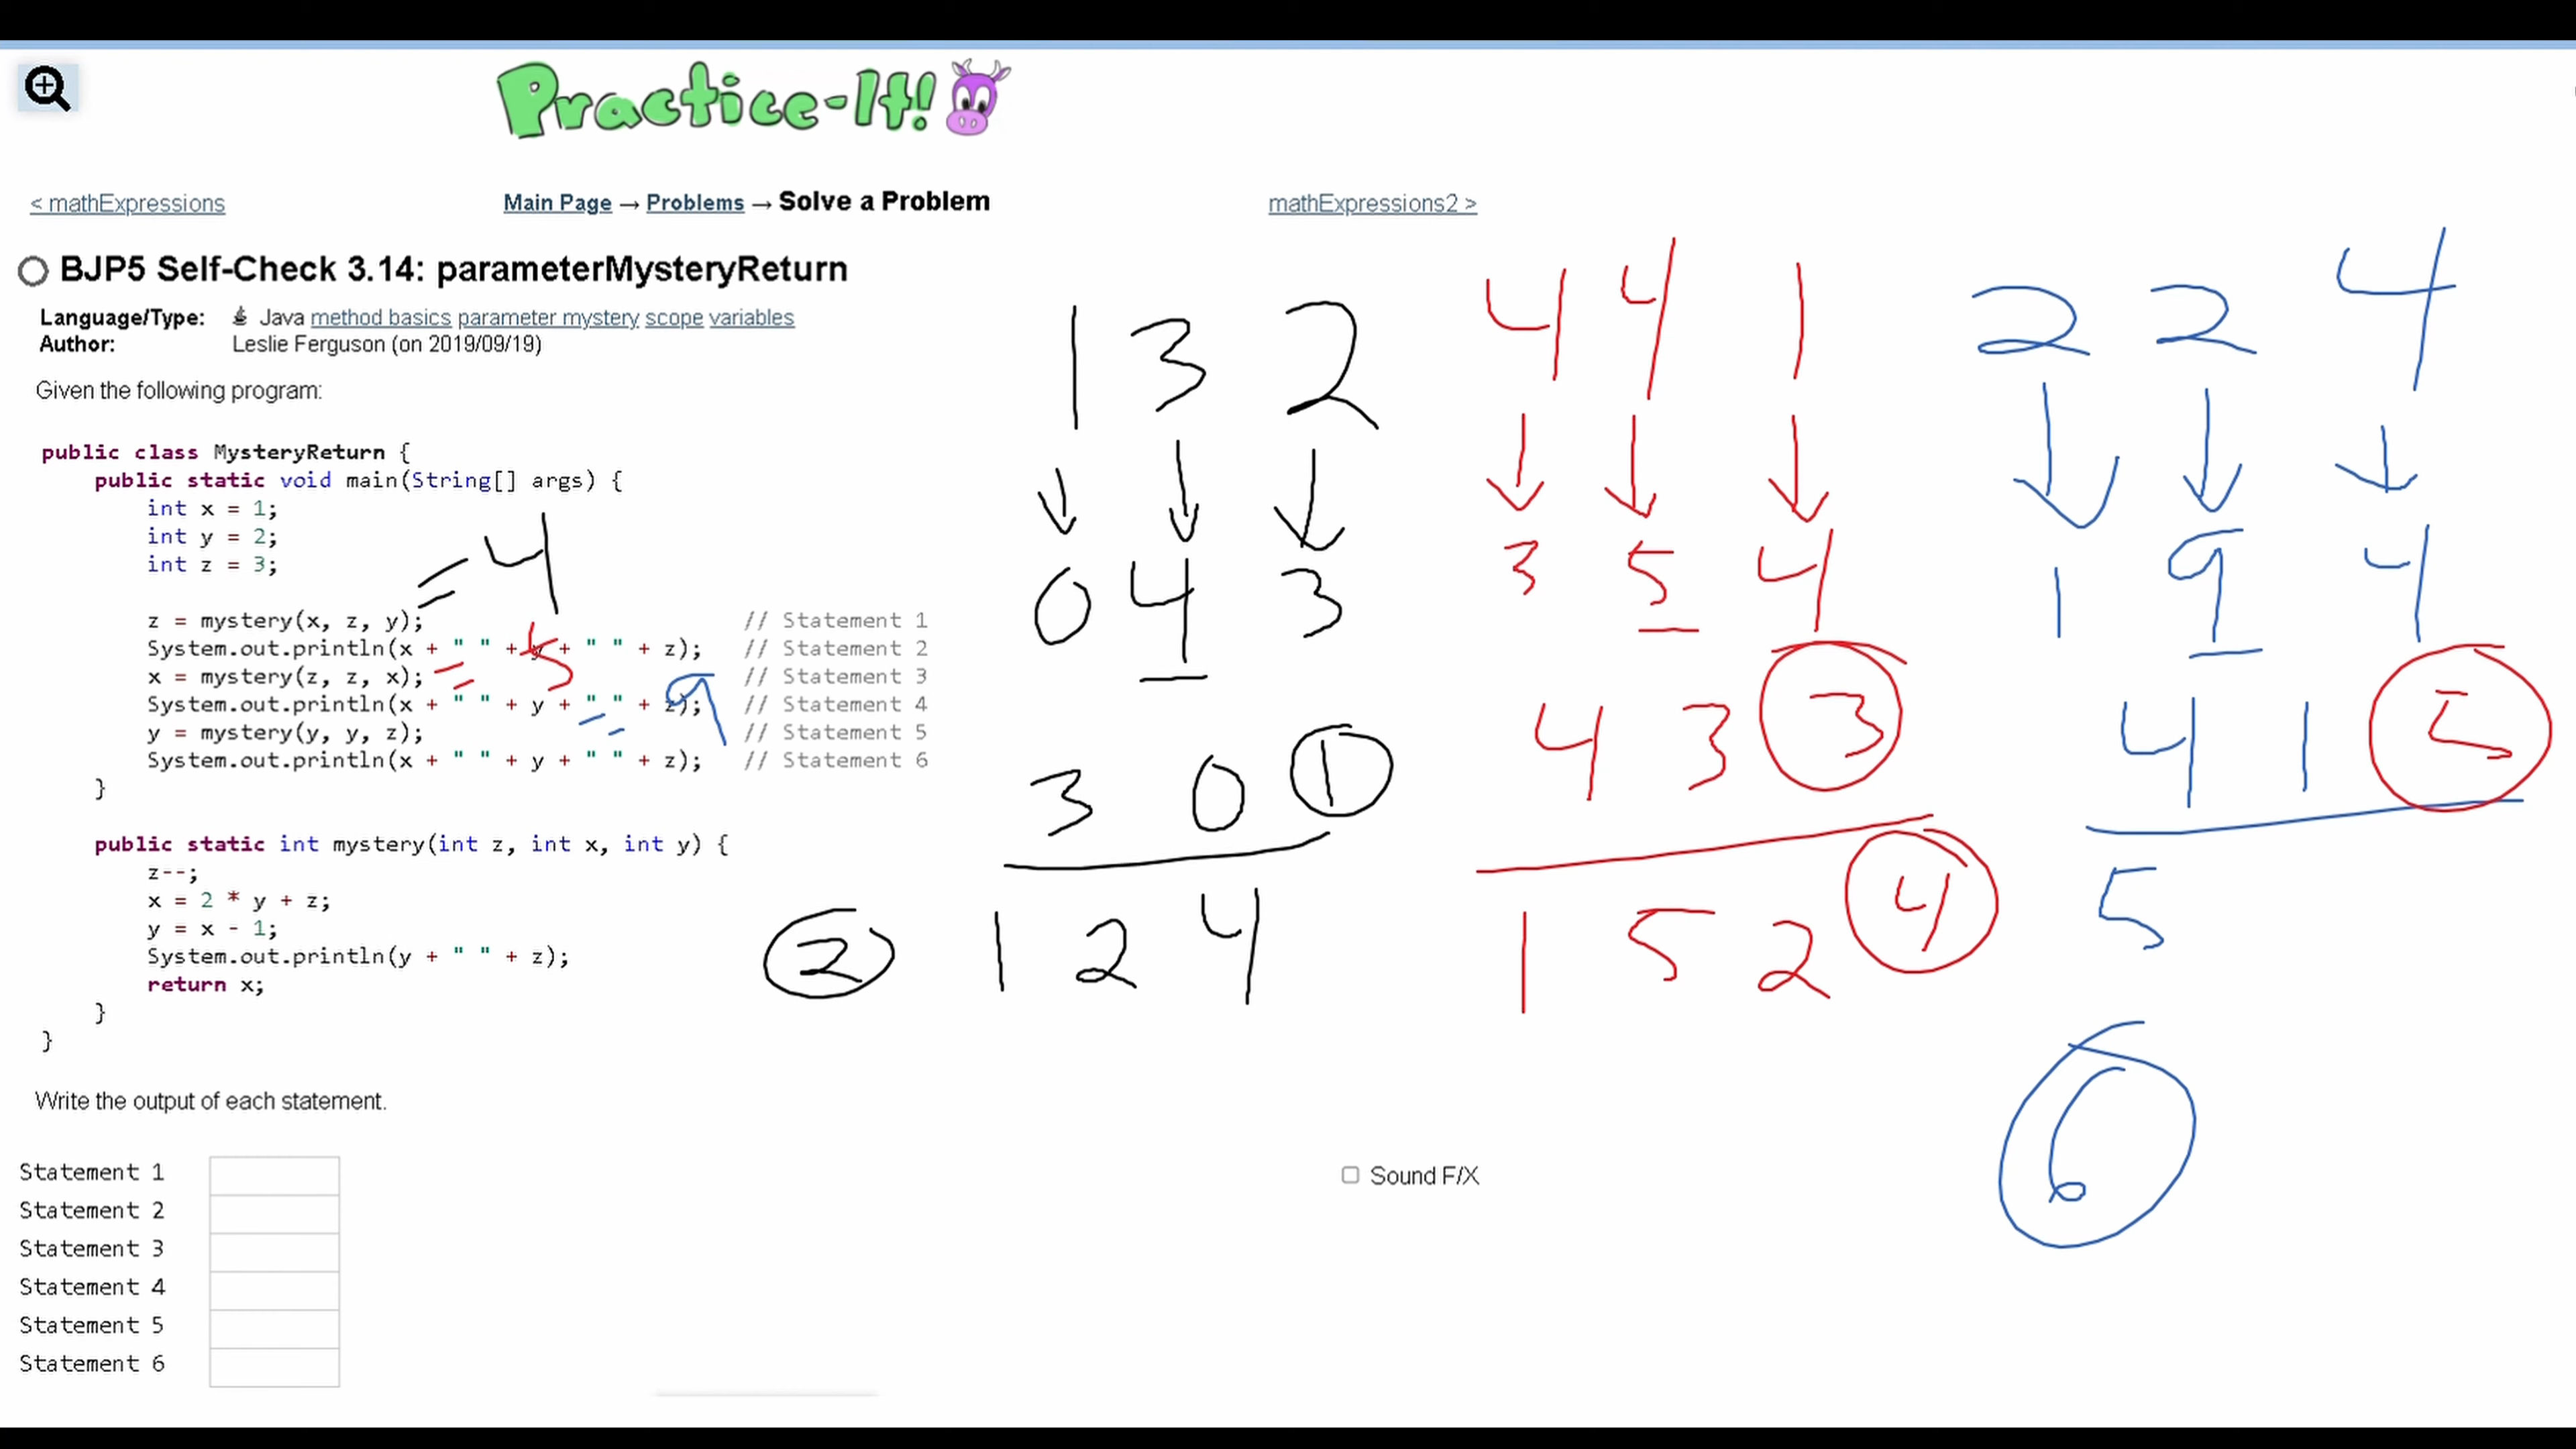 Practice-It!
< mathExpressions
Main Page → Problems → Solve a Problem
mathExpressions2 >
BJP5 Self-Check 3.14: parameterMysteryReturn
Language/Type: Java method basics parameter mystery scope variables
Author: Leslie Ferguson (on 2019/09/19)
Given the following program:
public class MysteryReturn {
public static void main(String[] args) {
int x = 1;
int y = 2;
int z = 3;
= 4
z = mystery(x, z, y); // Statement 1
System.out.println(x + " " + y + " " + z); // Statement 2
x = mystery(z, z, x); = 5 // Statement 3
System.out.println(x + " " + y + " " + z); // Statement 4
y = mystery(y, y, z); = 9 // Statement 5
System.out.println(x + " " + y + " " + z); // Statement 6
}
public static int mystery(int z, int x, int y) {
z--;
x = 2 * y + z;
y = x - 1;
System.out.println(y + " " + z);
return x;
}
}
Write the output of each statement.
Statement 1
Statement 2
Statement 3
Statement 4
Statement 5
Statement 6
Sound F/X
1 3 2
0 4 3
3 0 1
2 1 2 4
4 4 1
3 5 4
4 3 3
1 5 2 4
2 2 4
1 9 4
4 1 5
5
6